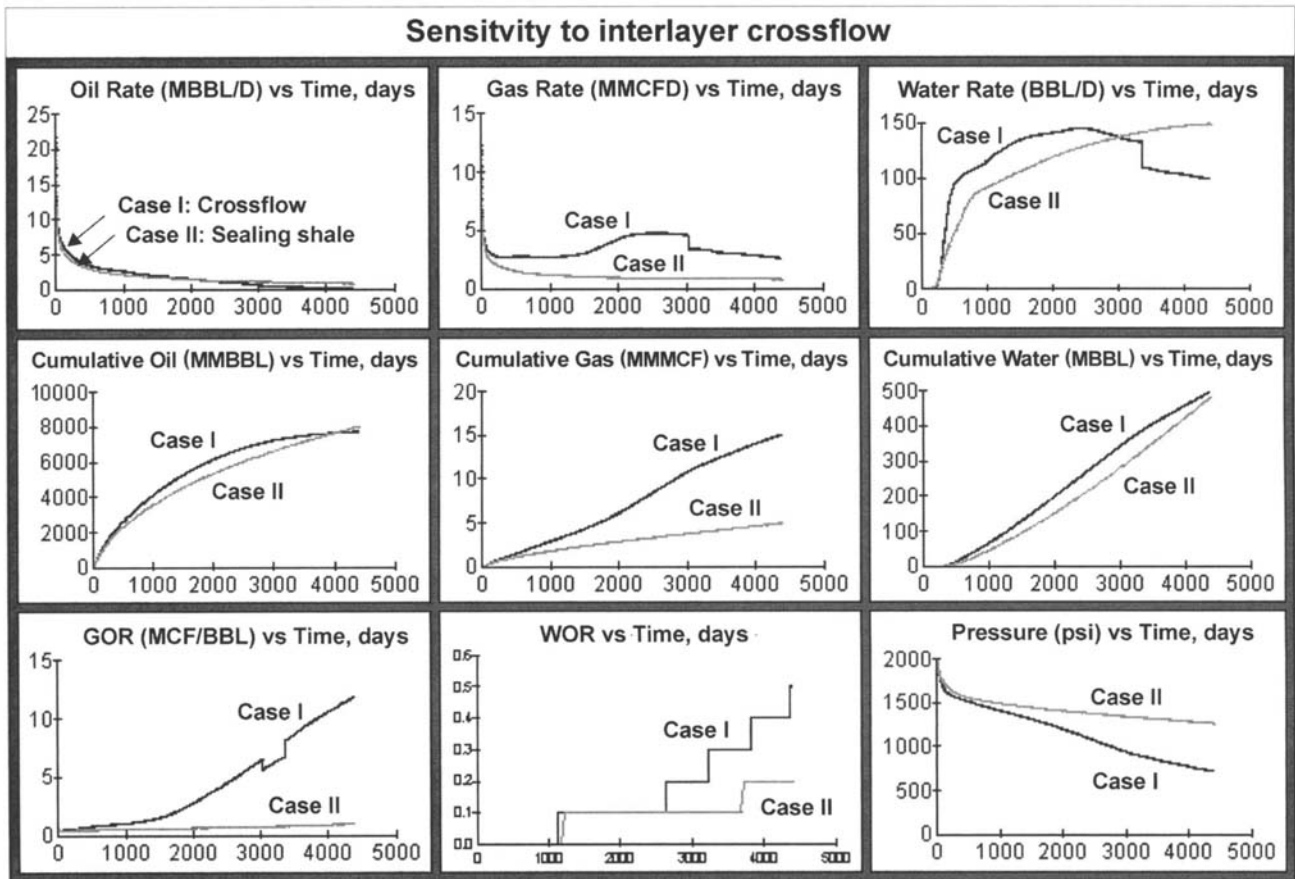 Sensitvity to interlayer crossflow
Oil Rate (MBBL/D) vs Time, days
25
20
15
10
5
0
Case I: Crossflow
Case II: Sealing shale
0 1000 2000 3000 4000 5000
Gas Rate (MMCFD) vs Time, days
15
10
5
0
Case I
Case II
0 1000 2000 3000 4000 5000
Water Rate (BBL/D) vs Time, days
150
100
50
0
Case I
Case II
0 1000 2000 3000 4000 5000
Cumulative Oil (MMBBL) vs Time, days
10000
8000
6000
4000
2000
0
Case I
Case II
0 1000 2000 3000 4000 5000
Cumulative Gas (MMMCF) vs Time, days
20
15
10
5
0
Case I
Case II
0 1000 2000 3000 4000 5000
Cumulative Water (MBBL) vs Time, days
500
400
300
200
100
0
Case I
Case II
0 1000 2000 3000 4000 5000
GOR (MCF/BBL) vs Time, days
15
10
5
0
Case I
Case II
0 1000 2000 3000 4000 5000
WOR vs Time, days
0.6
0.5
0.4
0.3
0.2
0.1
0.0
Case I
Case II
0 1000 2000 3000 4000 5000
Pressure (psi) vs Time, days
2000
1500
1000
500
0
Case II
Case I
0 1000 2000 3000 4000 5000